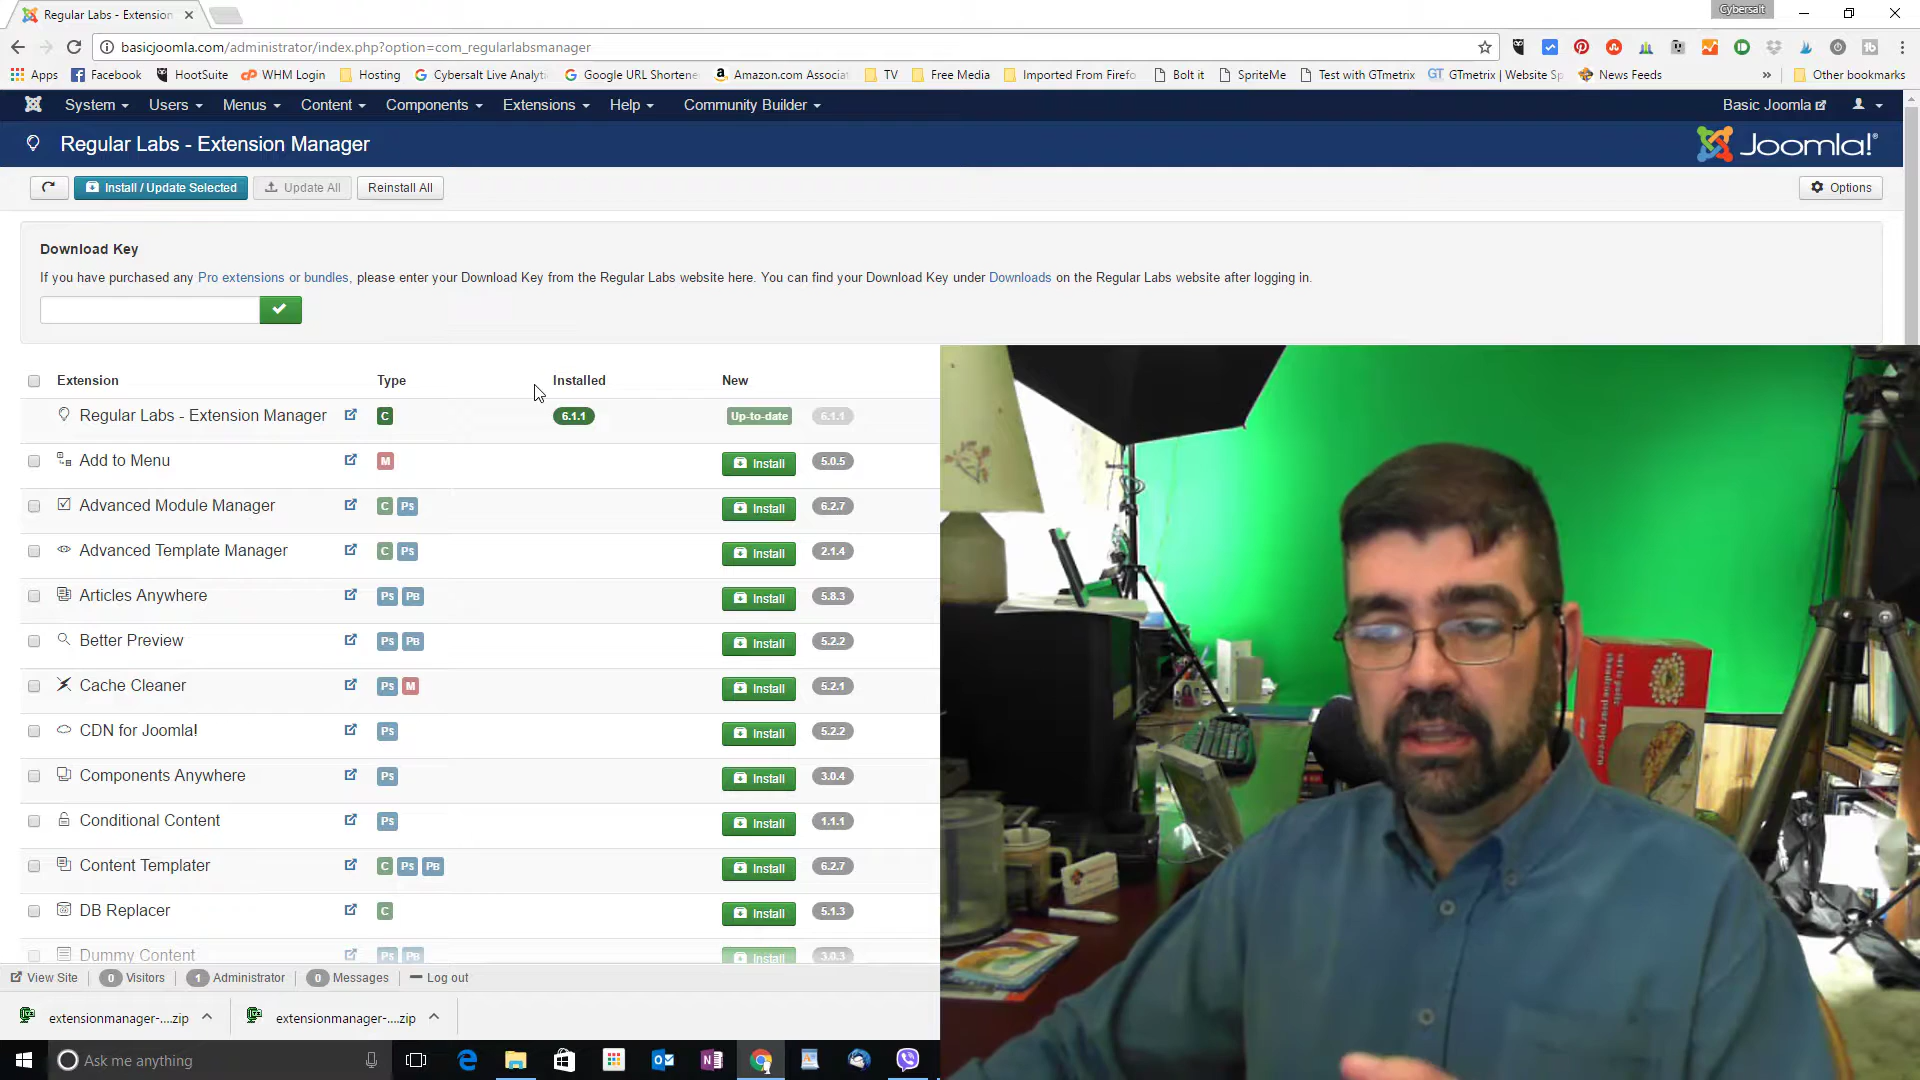 Regular Labs - Extension
Cybersalt
basicjoomla.com/administrator/index.php?option=com_regularlabsmanager
Apps Facebook HootSuite WHM Login Hosting Cybersalt Live Analyti Google URL Shortene Amazon.com Associat TV Free Media Imported From Firefo Bolt it SpriteMe Test with GTmetrix GTmetrix | Website Sp News Feeds » Other bookmarks
System Users Menus Content Components Extensions Help Community Builder Basic Joomla
Regular Labs - Extension Manager Joomla!
Install / Update Selected Update All Reinstall All Options
Download Key
If you have purchased any Pro extensions or bundles, please enter your Download Key from the Regular Labs website here. You can find your Download Key under Downloads on the Regular Labs website after logging in.
Extension Type Installed New
Regular Labs - Extension Manager C 6.1.1 Up-to-date 6.1.1
Add to Menu M Install 5.0.5
Advanced Module Manager C Ps Install 6.2.7
Advanced Template Manager C Ps Install 2.1.4
Articles Anywhere Ps PB Install 5.8.3
Better Preview Ps PB Install 5.2.2
Cache Cleaner Ps M Install 5.2.1
CDN for Joomla! Ps Install 5.2.2
Components Anywhere Ps Install 3.0.4
Conditional Content Ps Install 1.1.1
Content Templater C Ps PB Install 6.2.7
DB Replacer C Install 5.1.3
Dummy Content Ps PB Install 3.0.3
View Site 0 Visitors 1 Administrator 0 Messages Log out
extensionmanager-....zip extensionmanager-....zip
Ask me anything